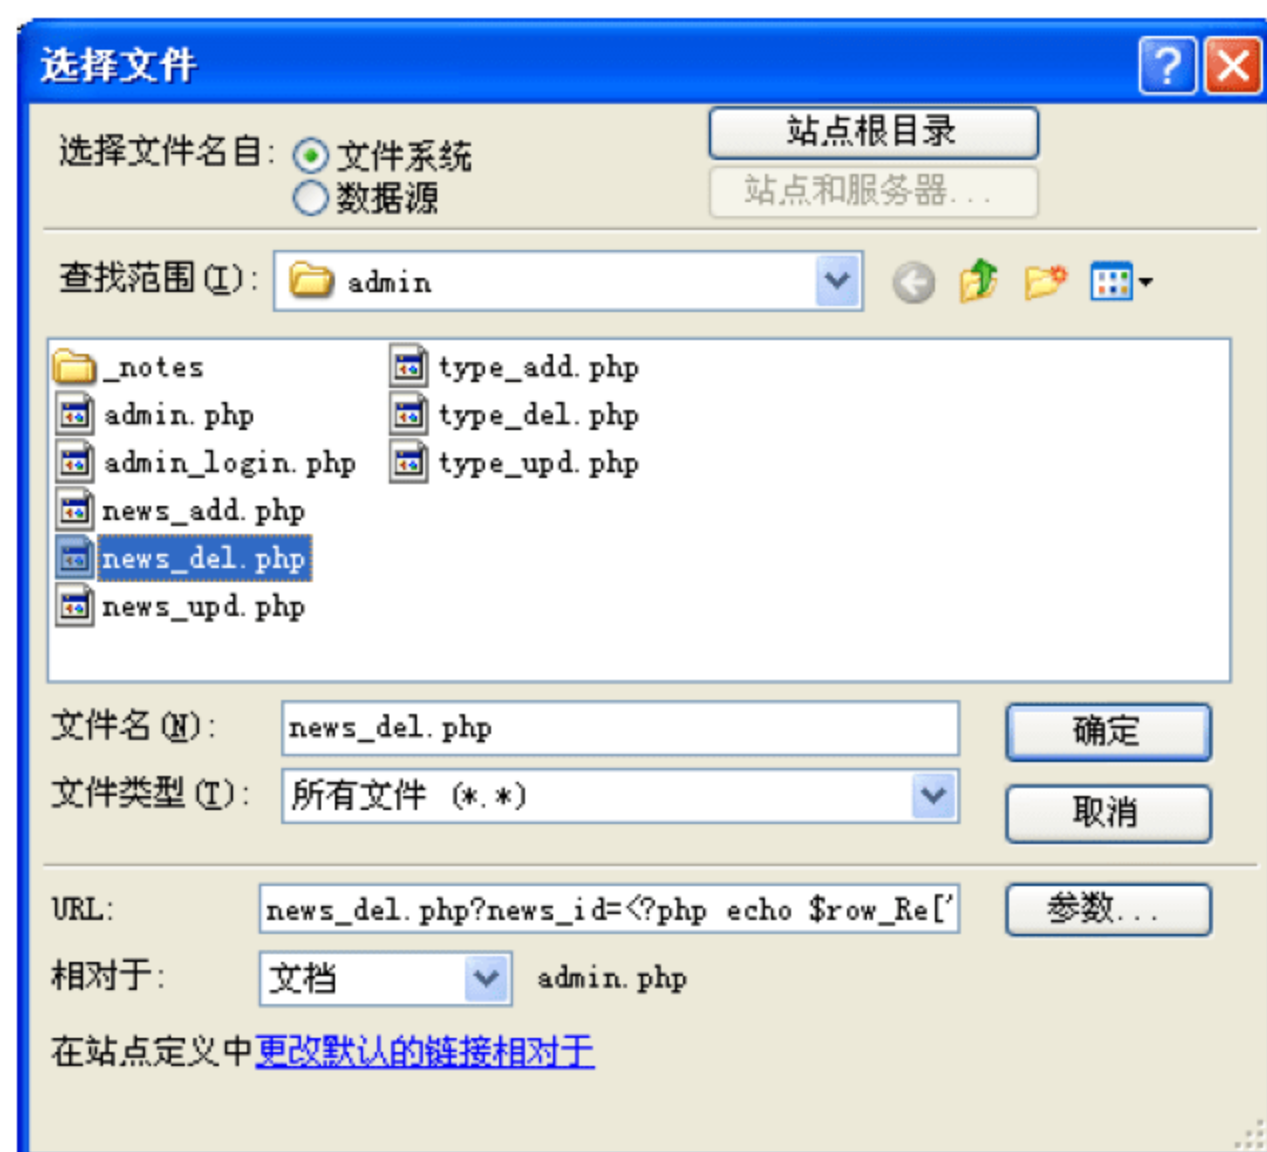 选择文件
选择文件名自: 文件系统 站点根目录
数据源 站点和服务器...
查找范围(I): admin
_notes type_add.php
admin.php type_del.php
admin_login.php type_upd.php
news_add.php
news_del.php
news_upd.php
文件名(N): news_del.php 确定
文件类型(T): 所有文件 (*.*)
取消
URL: news_del.php?news_id=<?php echo $row_Re[' 参数...
相对于: 文档 admin.php
在站点定义中更改默认的链接相对于